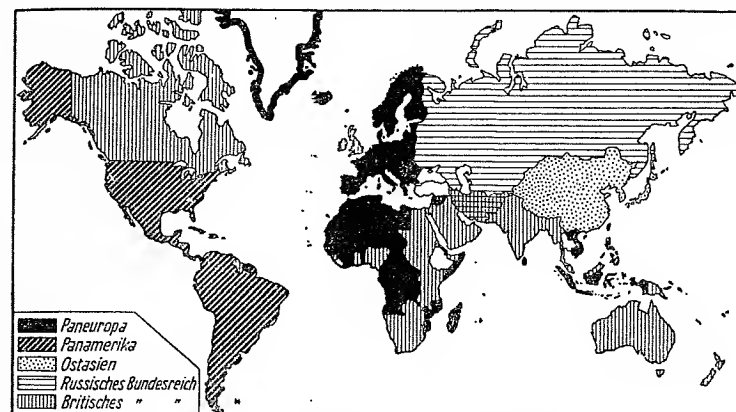 Paneuropa
Panamerika
Ostasien
Russisches Bundesreich
Britisches " "